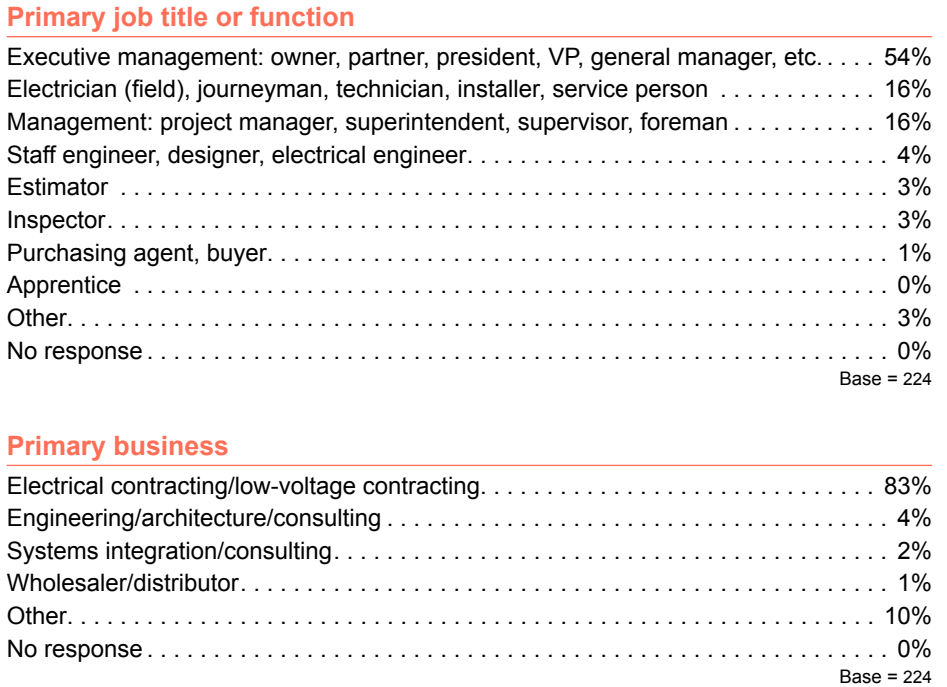 Primary job title or function
Executive management: owner, partner, president, VP, general manager, etc. . . . . 54%
Electrician (field), journeyman, technician, installer, service person . . . . . . . . . . . . 16%
Management: project manager, superintendent, supervisor, foreman . . . . . . . . . . . 16%
Staff engineer, designer, electrical engineer. . . . . . . . . . . . . . . . . . . . . . . . . . . . . . . 4%
Estimator . . . . . . . . . . . . . . . . . . . . . . . . . . . . . . . . . . . . . . . . . . . . . . . . . . . . . . . . . . 3%
Inspector. . . . . . . . . . . . . . . . . . . . . . . . . . . . . . . . . . . . . . . . . . . . . . . . . . . . . . . . . . . 3%
Purchasing agent, buyer. . . . . . . . . . . . . . . . . . . . . . . . . . . . . . . . . . . . . . . . . . . . . . . 1%
Apprentice . . . . . . . . . . . . . . . . . . . . . . . . . . . . . . . . . . . . . . . . . . . . . . . . . . . . . . . . . 0%
Other. . . . . . . . . . . . . . . . . . . . . . . . . . . . . . . . . . . . . . . . . . . . . . . . . . . . . . . . . . . . . . 3%
No response . . . . . . . . . . . . . . . . . . . . . . . . . . . . . . . . . . . . . . . . . . . . . . . . . . . . . . . . 0%
Base = 224
Primary business
Electrical contracting/low-voltage contracting. . . . . . . . . . . . . . . . . . . . . . . . . . . . . . 83%
Engineering/architecture/consulting . . . . . . . . . . . . . . . . . . . . . . . . . . . . . . . . . . . . . . 4%
Systems integration/consulting. . . . . . . . . . . . . . . . . . . . . . . . . . . . . . . . . . . . . . . . . . 2%
Wholesaler/distributor. . . . . . . . . . . . . . . . . . . . . . . . . . . . . . . . . . . . . . . . . . . . . . . . . 1%
Other. . . . . . . . . . . . . . . . . . . . . . . . . . . . . . . . . . . . . . . . . . . . . . . . . . . . . . . . . . . . . 10%
No response . . . . . . . . . . . . . . . . . . . . . . . . . . . . . . . . . . . . . . . . . . . . . . . . . . . . . . . . 0%
Base = 224